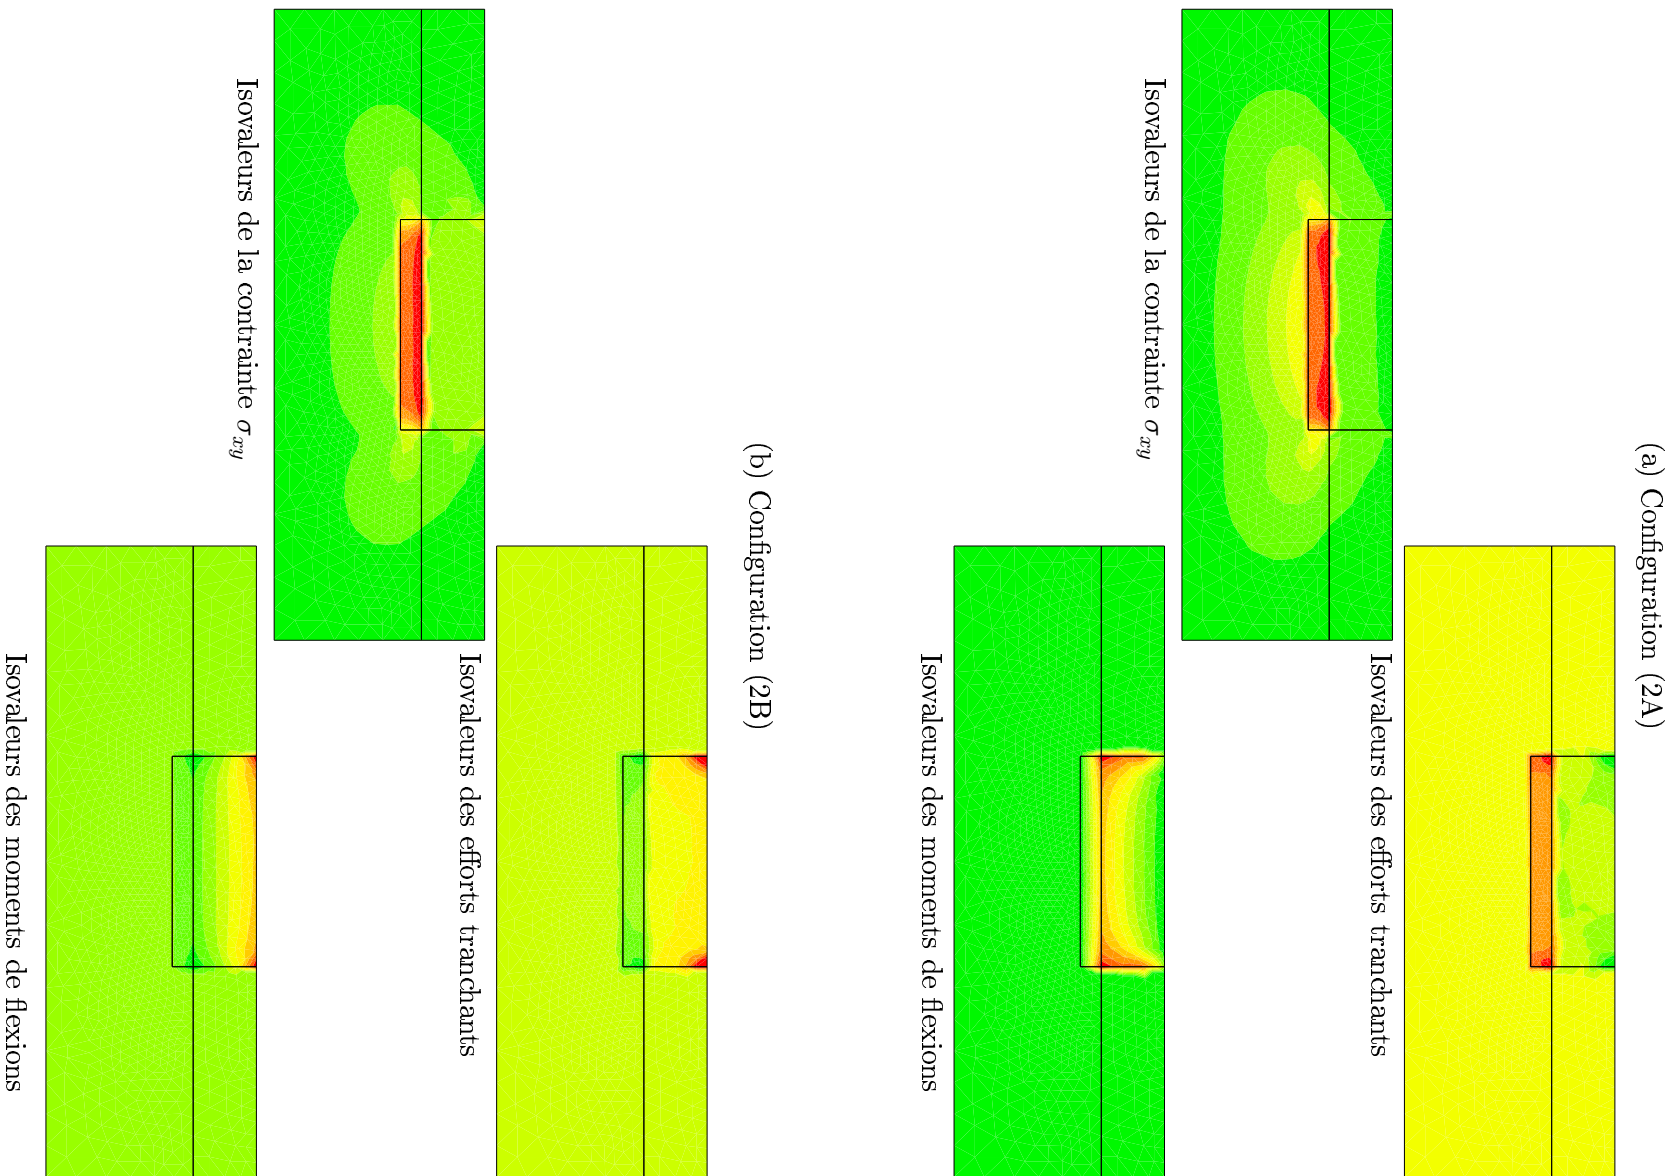 (a) Configuration (2A)
Isovaleurs des efforts tranchants
Isovaleurs de la contrainte σxy
Isovaleurs des moments de flexions
(b) Configuration (2B)
Isovaleurs des efforts tranchants
Isovaleurs de la contrainte σxy
Isovaleurs des moments de flexions